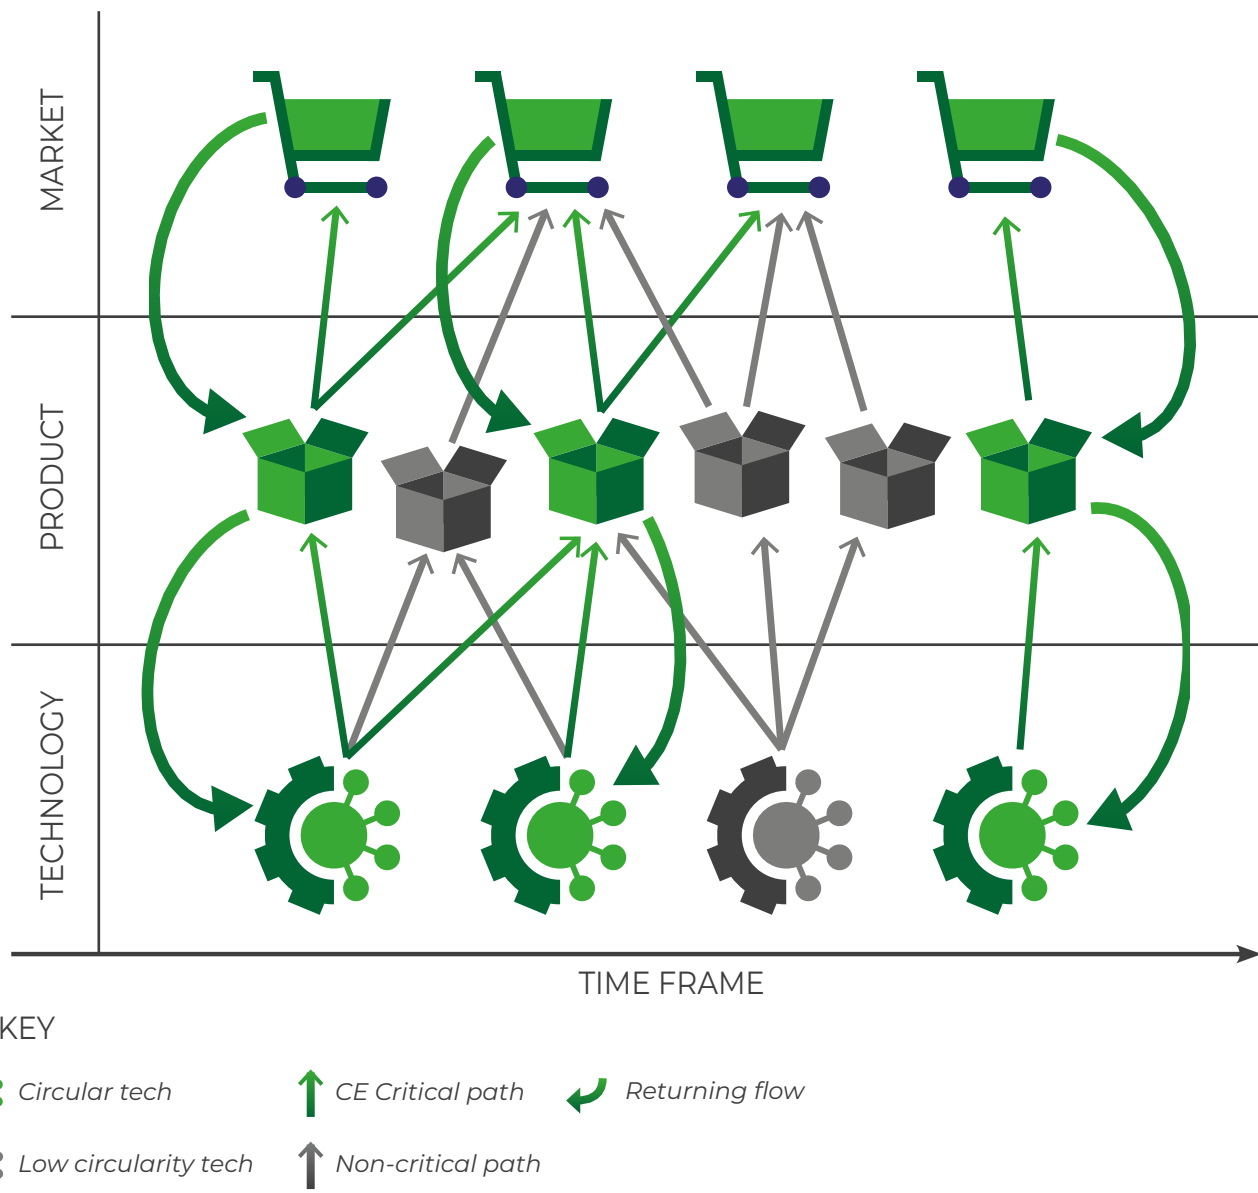 MARKET
PRODUCT
TECHNOLOGY
TIME FRAME
KEY
Circular tech
CE Critical path
Returning flow
Low circularity tech
Non-critical path